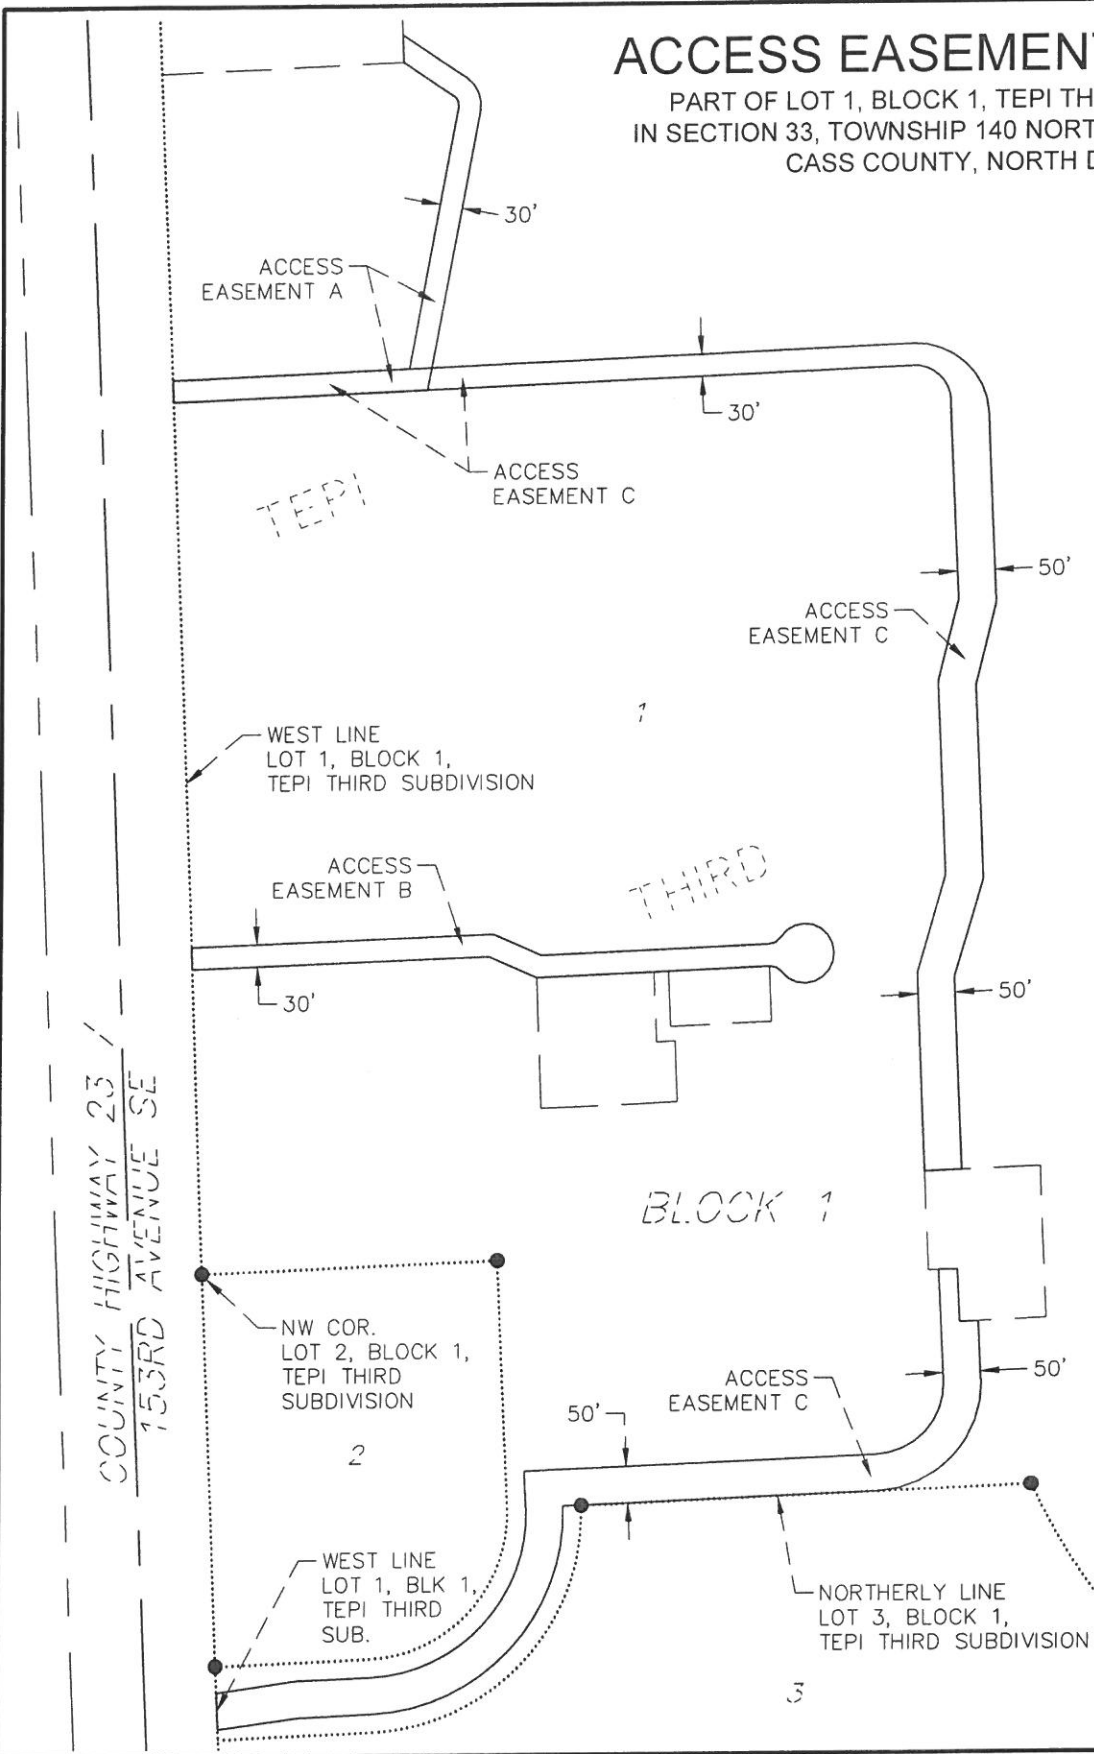 ACCESS EASEMENT
PART OF LOT 1, BLOCK 1, TEPI TH
IN SECTION 33, TOWNSHIP 140 NORT
CASS COUNTY, NORTH D
30'
ACCESS
EASEMENT A
30'
ACCESS
EASEMENT C
TEPI
50'
ACCESS
EASEMENT C
1
WEST LINE
LOT 1, BLOCK 1,
TEPI THIRD SUBDIVISION
ACCESS
EASEMENT B
THIRD
30'
50'
COUNTY HIGHWAY 23 /
153RD AVENUE SE
BLOCK 1
NW COR.
LOT 2, BLOCK 1,
TEPI THIRD
SUBDIVISION
50'
ACCESS
EASEMENT C
50'
2
WEST LINE
LOT 1, BLK 1,
TEPI THIRD
SUB.
NORTHERLY LINE
LOT 3, BLOCK 1,
TEPI THIRD SUBDIVISION
3